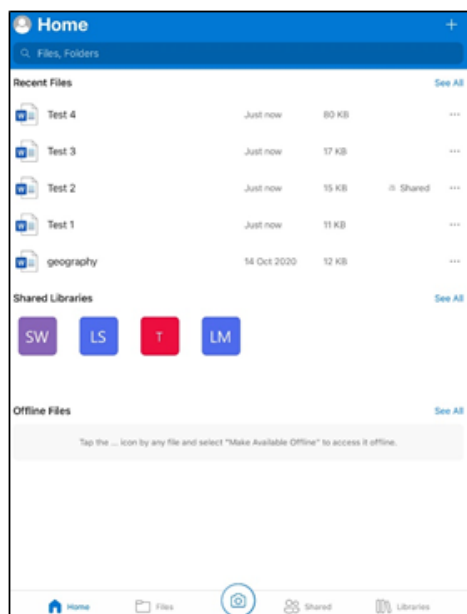 Home
Files, Folders
Recent Files See All
Test 4 Just now 80 KB ...
Test 3 Just now 17 KB ...
Test 2 Just now 15 KB Shared ...
Test 1 Just now 11 KB ...
geography 14 Oct 2020 12 KB ...
Shared Libraries See All
SW LS T LM
Offline Files See All
Tap the ... icon by any file and select "Make Available Offline" to access it offline.
Home Files Shared Libraries